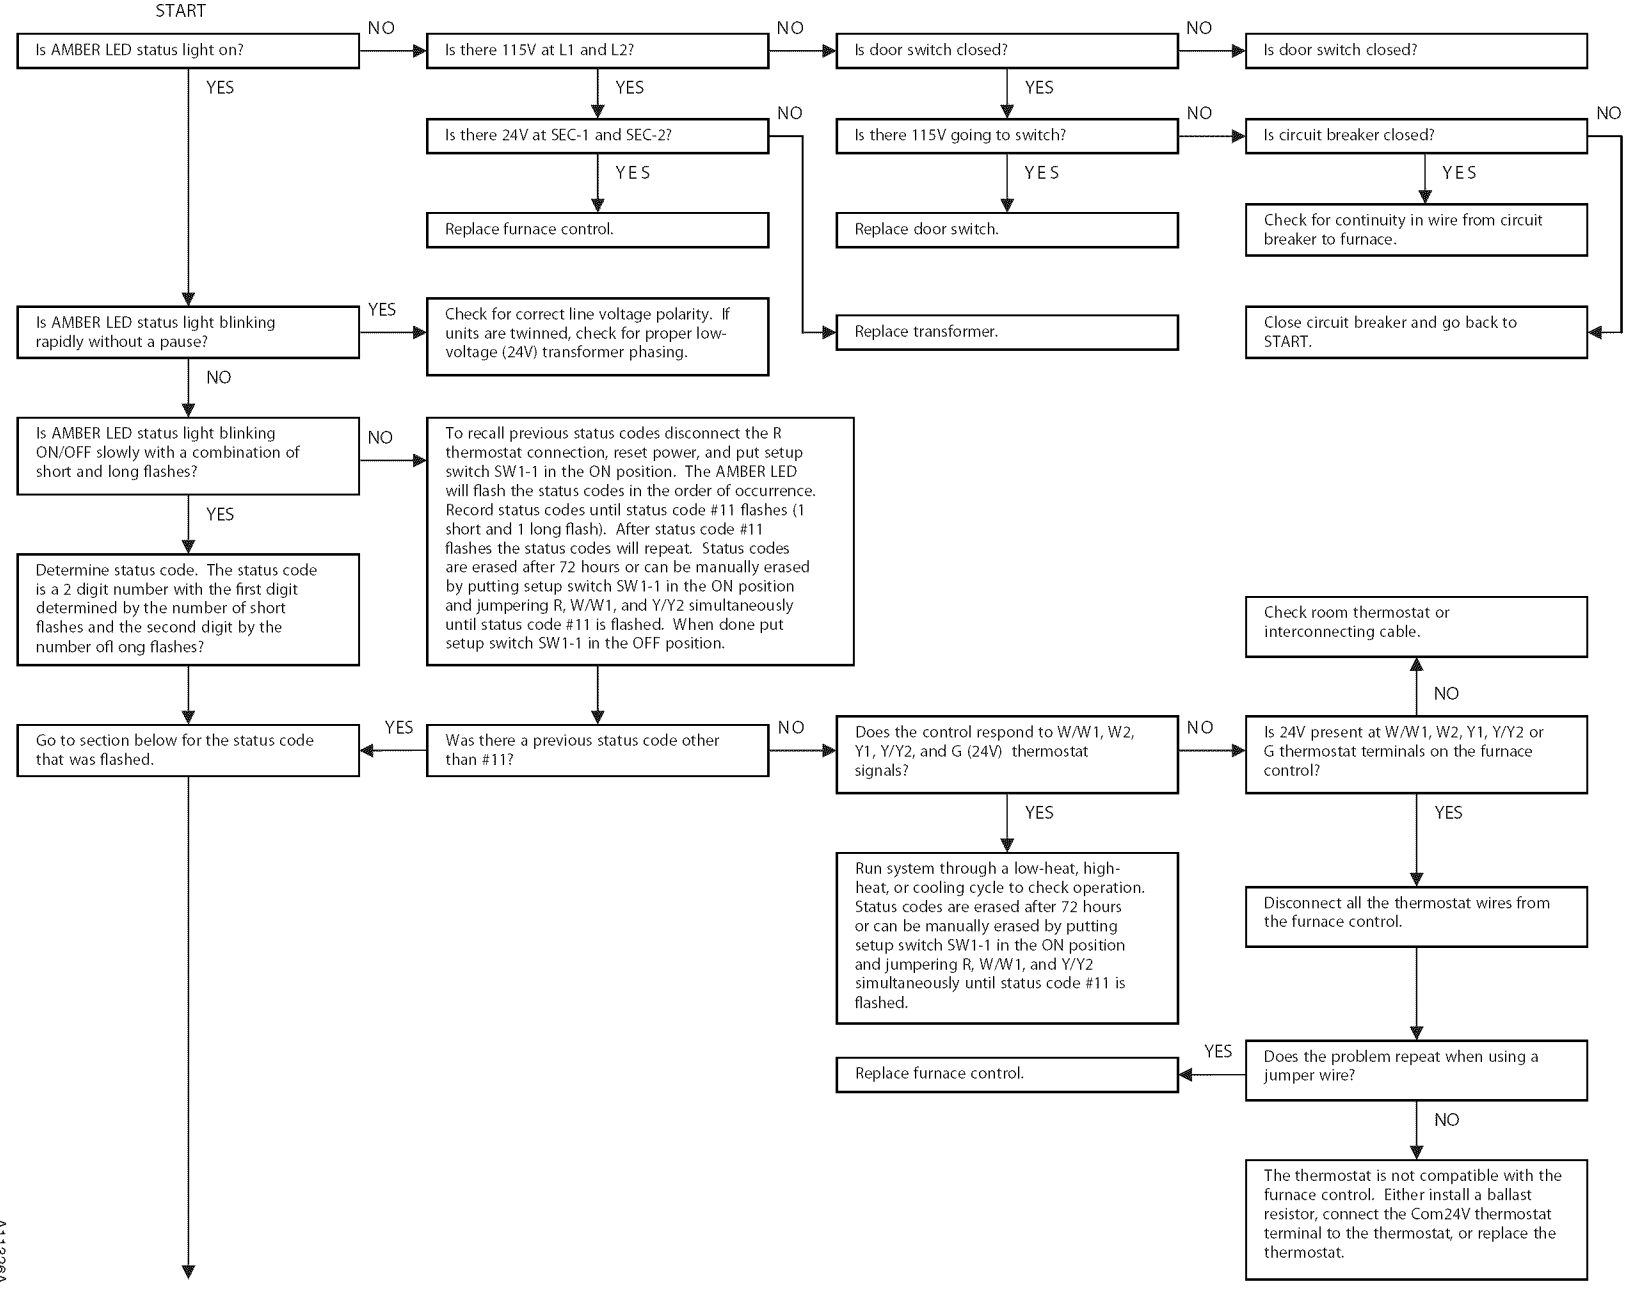 START
Is AMBER LED status light on?
NO
Is there 115V at L1 and L2?
NO
Is door switch closed?
NO
Is door switch closed?
YES
YES
YES
Is there 24V at SEC-1 and SEC-2?
NO
Is there 115V going to switch?
NO
Is circuit breaker closed?
NO
YES
YES
YES
Replace furnace control.
Replace door switch.
Check for continuity in wire from circuit
breaker to furnace.
Is AMBER LED status light blinking
rapidly without a pause?
YES
Check for correct line voltage polarity. If
units are twinned, check for proper low-
voltage (24V) transformer phasing.
Replace transformer.
Close circuit breaker and go back to
START.
NO
Is AMBER LED status light blinking
ON/OFF slowly with a combination of
short and long flashes?
NO
To recall previous status codes disconnect the R
thermostat connection, reset power, and put setup
switch SW1-1 in the ON position. The AMBER LED
will flash the status codes in the order of occurrence.
Record status codes until status code #11 flashes (1
short and 1 long flash). After status code #11
flashes the status codes will repeat. Status codes
are erased after 72 hours or can be manually erased
by putting setup switch SW1-1 in the ON position
and jumpering R, W/W1, and Y/Y2 simultaneously
until status code #11 is flashed. When done put
setup switch SW1-1 in the OFF position.
YES
Determine status code. The status code
is a 2 digit number with the first digit
determined by the number of short
flashes and the second digit by the
number ofl ong flashes?
Check room thermostat or
interconnecting cable.
NO
Go to section below for the status code
that was flashed.
YES
Was there a previous status code other
than #11?
NO
Does the control respond to W/W1, W2,
Y1, Y/Y2, and G (24V) thermostat
signals?
NO
Is 24V present at W/W1, W2, Y1, Y/Y2 or
G thermostat terminals on the furnace
control?
YES
YES
Run system through a low-heat, high-
heat, or cooling cycle to check operation.
Status codes are erased after 72 hours
or can be manually erased by putting
setup switch SW1-1 in the ON position
and jumpering R, W/W1, and Y/Y2
simultaneously until status code #11 is
flashed.
Disconnect all the thermostat wires from
the furnace control.
Replace furnace control.
YES
Does the problem repeat when using a
jumper wire?
NO
The thermostat is not compatible with the
furnace control. Either install a ballast
resistor, connect the Com24V thermostat
terminal to the thermostat, or replace the
thermostat.